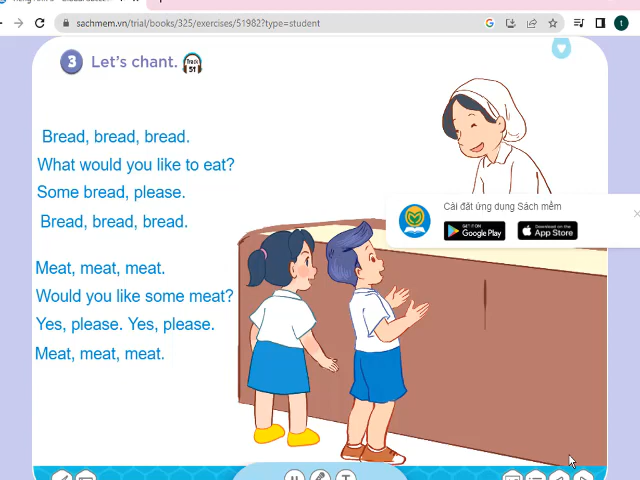 sachmem.vn/trial/books/325/exercises/51982?type=student
3 Let's chant. Track 51
Bread, bread, bread.
What would you like to eat?
Some bread, please.
Bread, bread, bread.
Meat, meat, meat.
Would you like some meat?
Yes, please. Yes, please.
Meat, meat, meat.
Cài đặt ứng dụng Sách mềm
GET IT ON
Google Play
Download on the
App Store